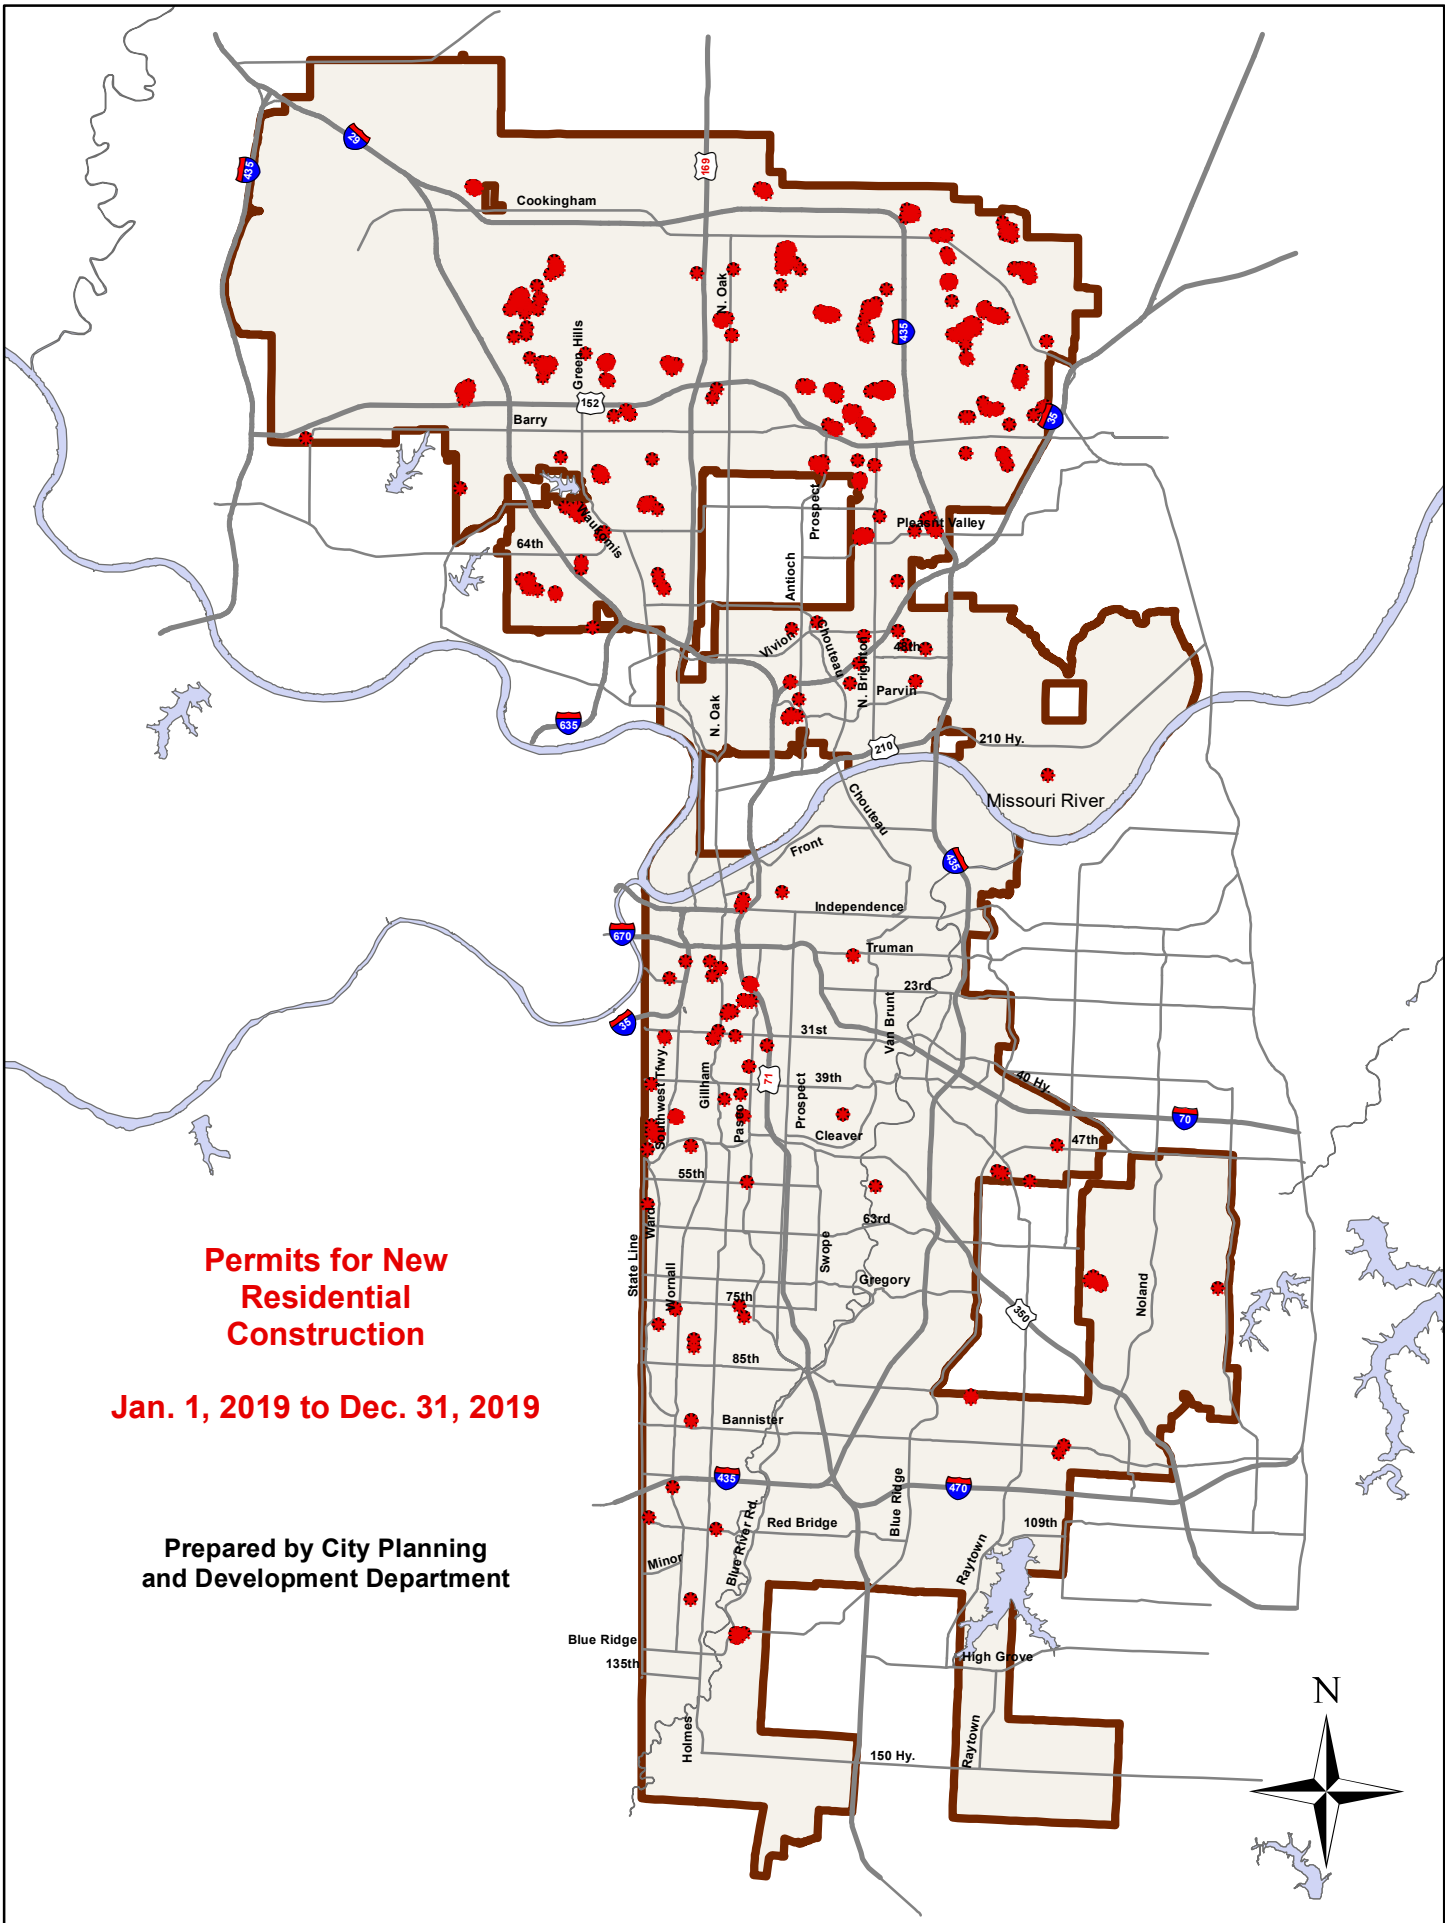 29
435
169
Cookingham
N. Oak
435
Green Hills
152
Barry
35
Prospect
Pleasnt Valley
Waukomis
64th
Antioch
Vivion
Chouteau
N. Brighton
48th
Parvin
N. Oak
635
210
210 Hy.
Missouri River
Chouteau
Front
435
Independence
670
Truman
23rd
Van Brunt
35
31st
Southwest Tfwy.
Gillham
71
39th
Prospect
40 Hy.
70
Paseo
Cleaver
47th
55th
Ward
63rd
State Line
Swope
Wornall
Gregory
Noland
75th
350
85th
Permits for New
Residential
Construction
Jan. 1, 2019 to Dec. 31, 2019
Bannister
435
470
Blue Ridge
Blue River Rd.
Red Bridge
109th
Raytown
Minor
Prepared by City Planning
and Development Department
Blue Ridge
135th
High Grove
Holmes
Raytown
150 Hy.
N